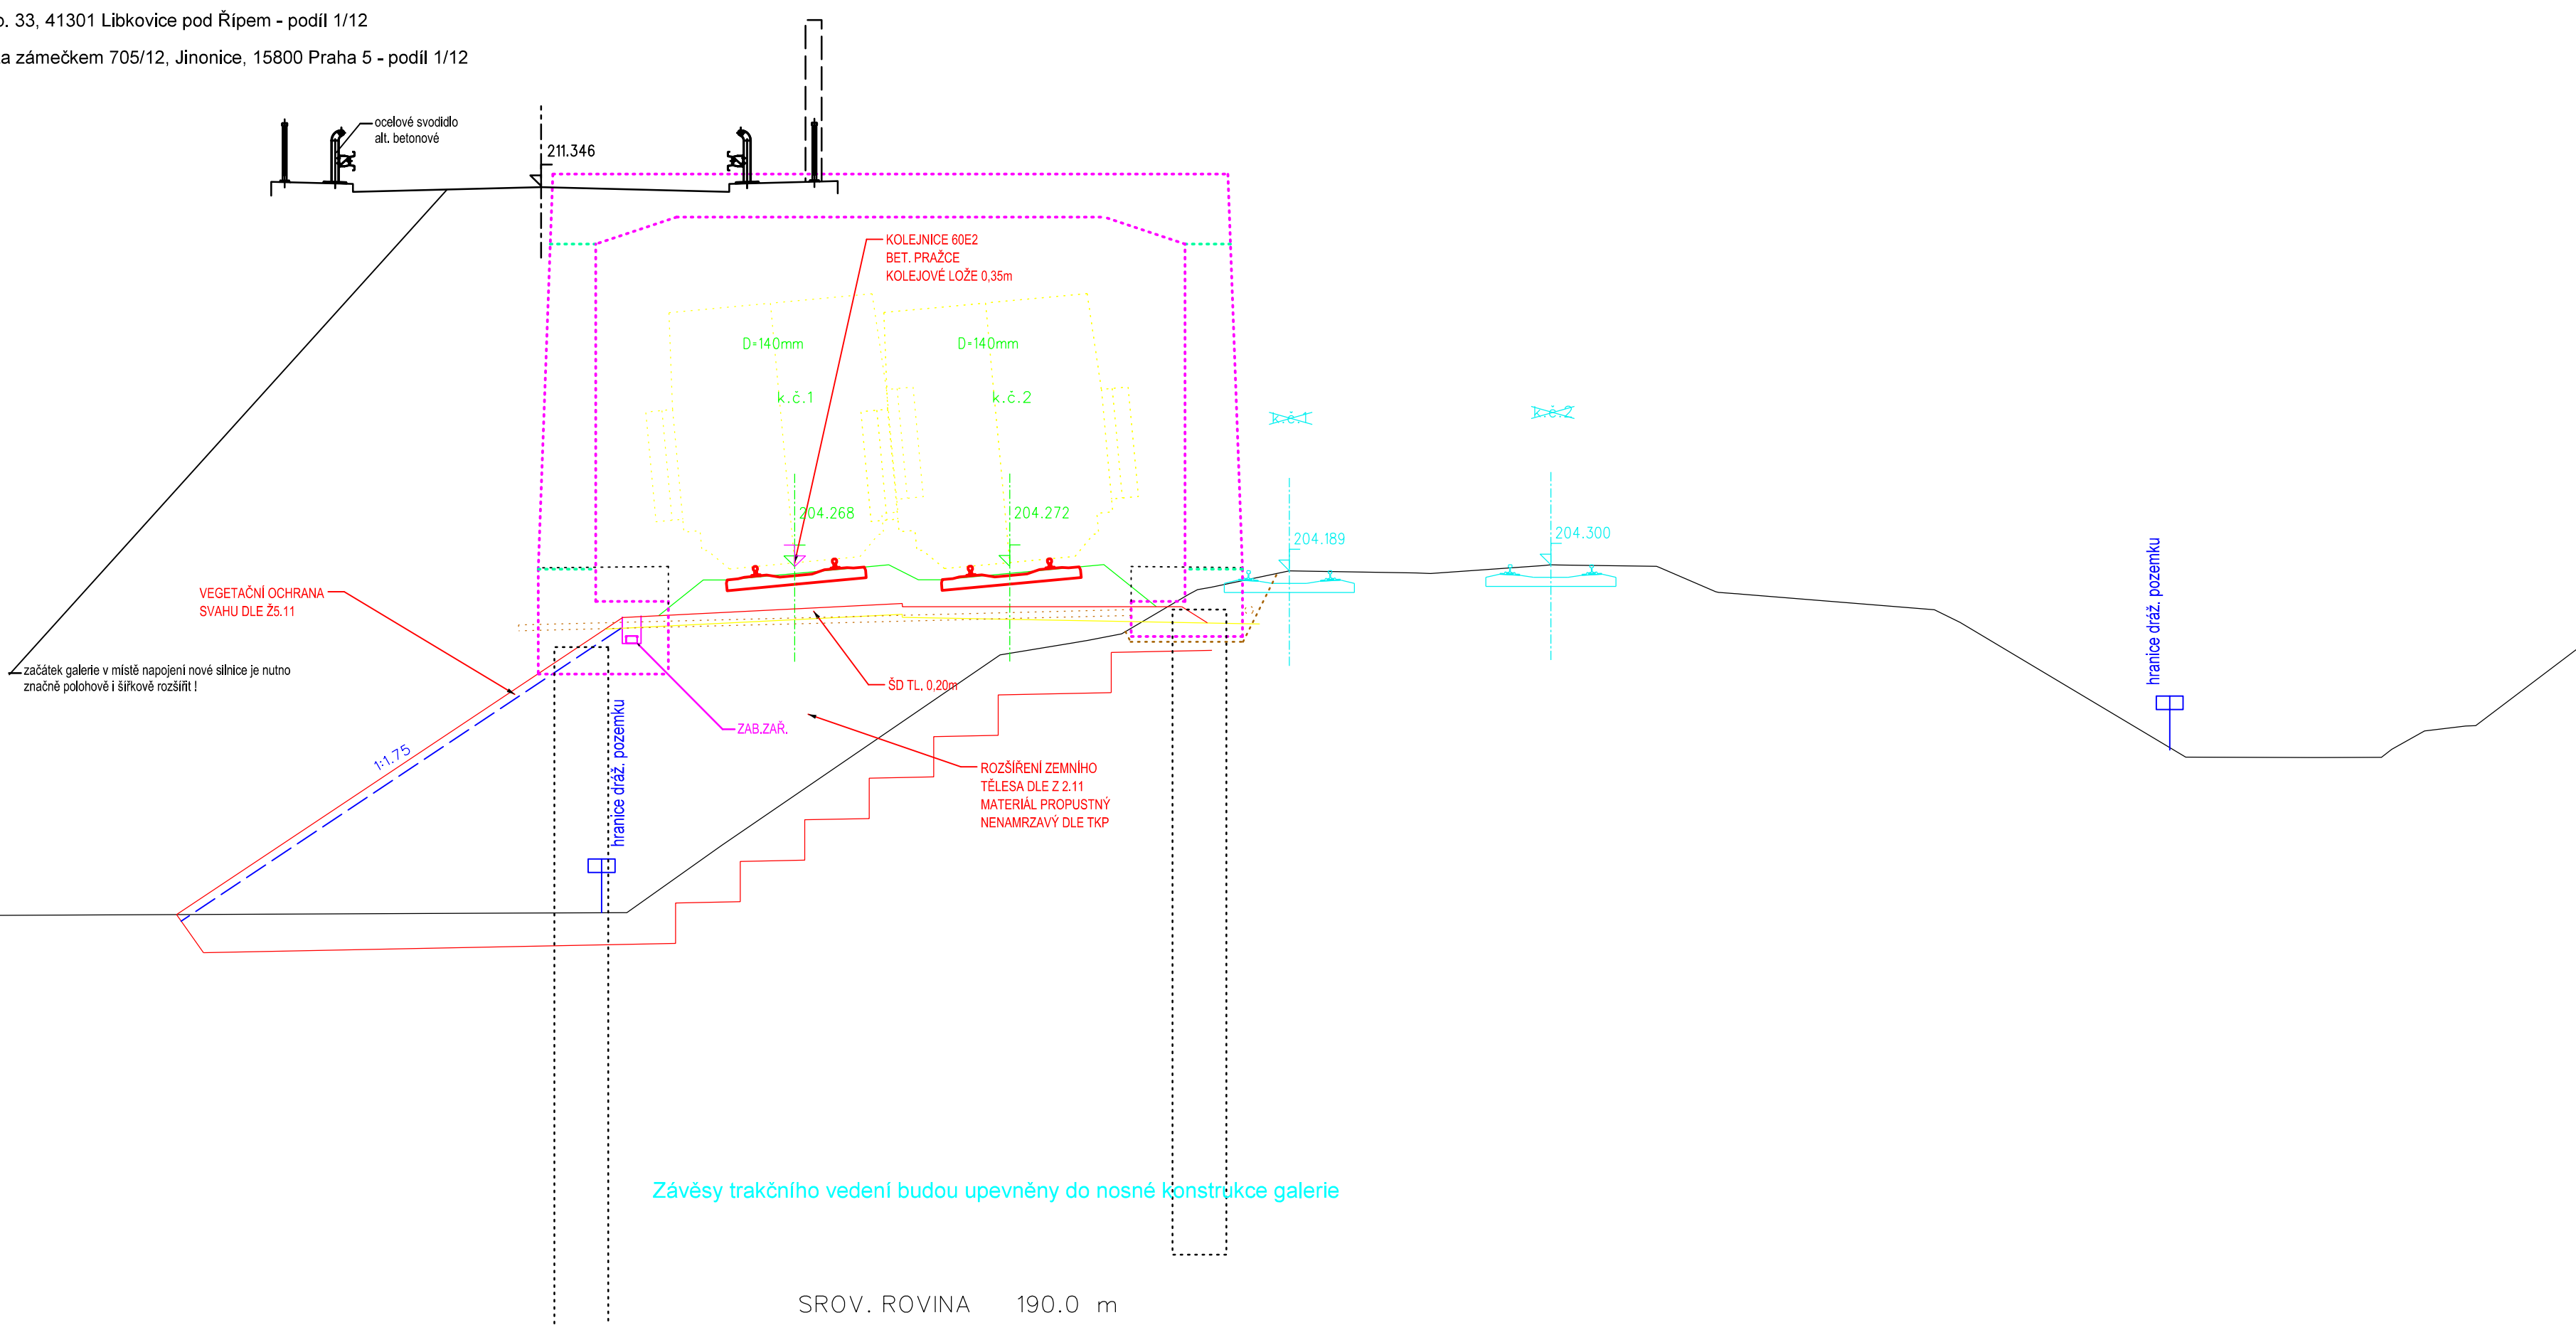 33, 41301 Libkovice pod Řípem - podíl 1/12
zámečkem 705/12, Jinonice, 15800 Praha 5 - podíl 1/12
ocelové svodidlo
alt. betonové
211.346
KOLEJNICE 60E2
BET. PRAŽCE
KOLEJOVÉ LOŽE 0,35m
D=140mm
D=140mm
k.č.1
k.č.2
k.č.1
k.č.2
204.268
204.272
204.189
204.300
hranice dráž. pozemku
VEGETAČNÍ OCHRANA
SVAHU DLE Ž5.11
začátek galerie v místě napojení nové silnice je nutno
značně polohově i šířkově rozšířit !
ŠD TL, 0,20m
ZAB.ZAŘ.
hranice dráž. pozemku
1:1.75
ROZŠÍŘENÍ ZEMNÍHO
TĚLESA DLE Z 2.11
MATERIÁL PROPUSTNÝ
NENAMRZAVÝ DLE TKP
Závěsy trakčního vedení budou upevněny do nosné konstrukce galerie
SROV. ROVINA 190.0 m